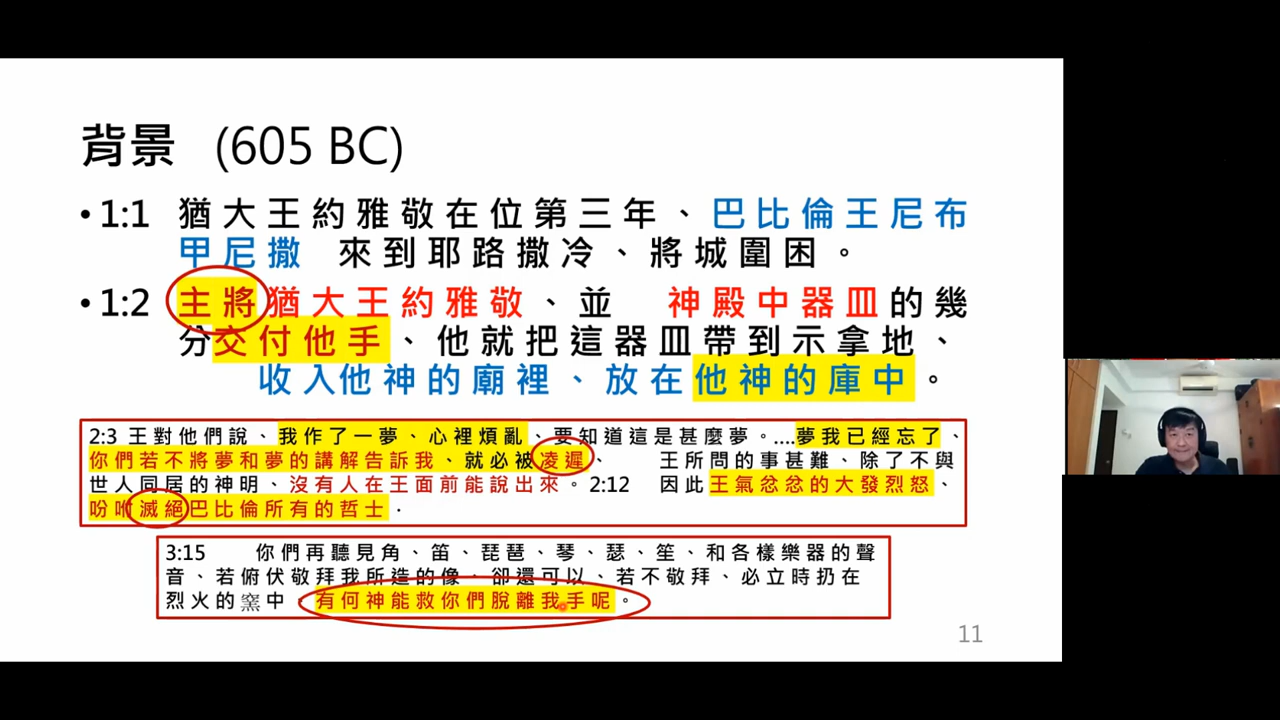 背景 (605 BC)
• 1:1 猶大王約雅敬在位第三年、巴比倫王尼布
甲尼撒 來到耶路撒冷、將城圍困。
• 1:2 主將猶大王約雅敬、並 神殿中器皿的幾
分交付他手、他就把這器皿帶到示拿地、
收入他神的廟裡、放在他神的庫中。
2:3 王對他們說、我作了一夢、心裡煩亂、要知道這是甚麼夢。....夢我已經忘了、
你們若不將夢和夢的講解告訴我、就必被凌遲、 王所問的事甚難、除了不與
世人同居的神明、沒有人在王面前能說出來。2:12 因此王氣忿忿的大發烈怒、
吩咐滅絕巴比倫所有的哲士．
3:15 你們再聽見角、笛、琵琶、琴、瑟、笙、和各樣樂器的聲
音、若俯伏敬拜我所造的像、卻還可以、若不敬拜、必立時扔在
烈火的窯中、有何神能救你們脫離我手呢。
11